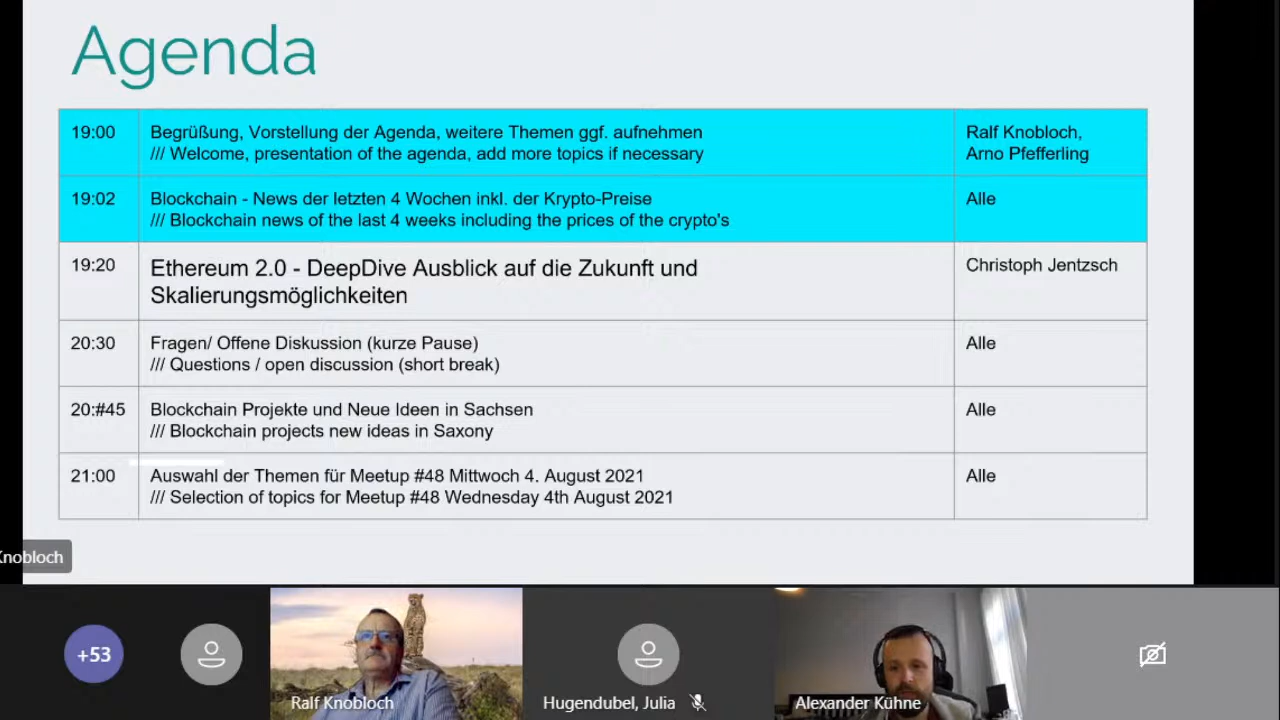 Agenda
19:00
Begrüßung, Vorstellung der Agenda, weitere Themen ggf. aufnehmen
/// Welcome, presentation of the agenda, add more topics if necessary
Ralf Knobloch,
Arno Pfefferling
19:02
Blockchain - News der letzten 4 Wochen inkl. der Krypto-Preise
/// Blockchain news of the last 4 weeks including the prices of the crypto's
Alle
19:20
Ethereum 2.0 - DeepDive Ausblick auf die Zukunft und
Skalierungsmöglichkeiten
Christoph Jentzsch
20:30
Fragen/ Offene Diskussion (kurze Pause)
/// Questions / open discussion (short break)
Alle
20:#45
Blockchain Projekte und Neue Ideen in Sachsen
/// Blockchain projects new ideas in Saxony
Alle
21:00
Auswahl der Themen für Meetup #48 Mittwoch 4. August 2021
/// Selection of topics for Meetup #48 Wednesday 4th August 2021
Alle
Knobloch
+53
Ralf Knobloch
Hugendubel, Julia
Alexander Kühne